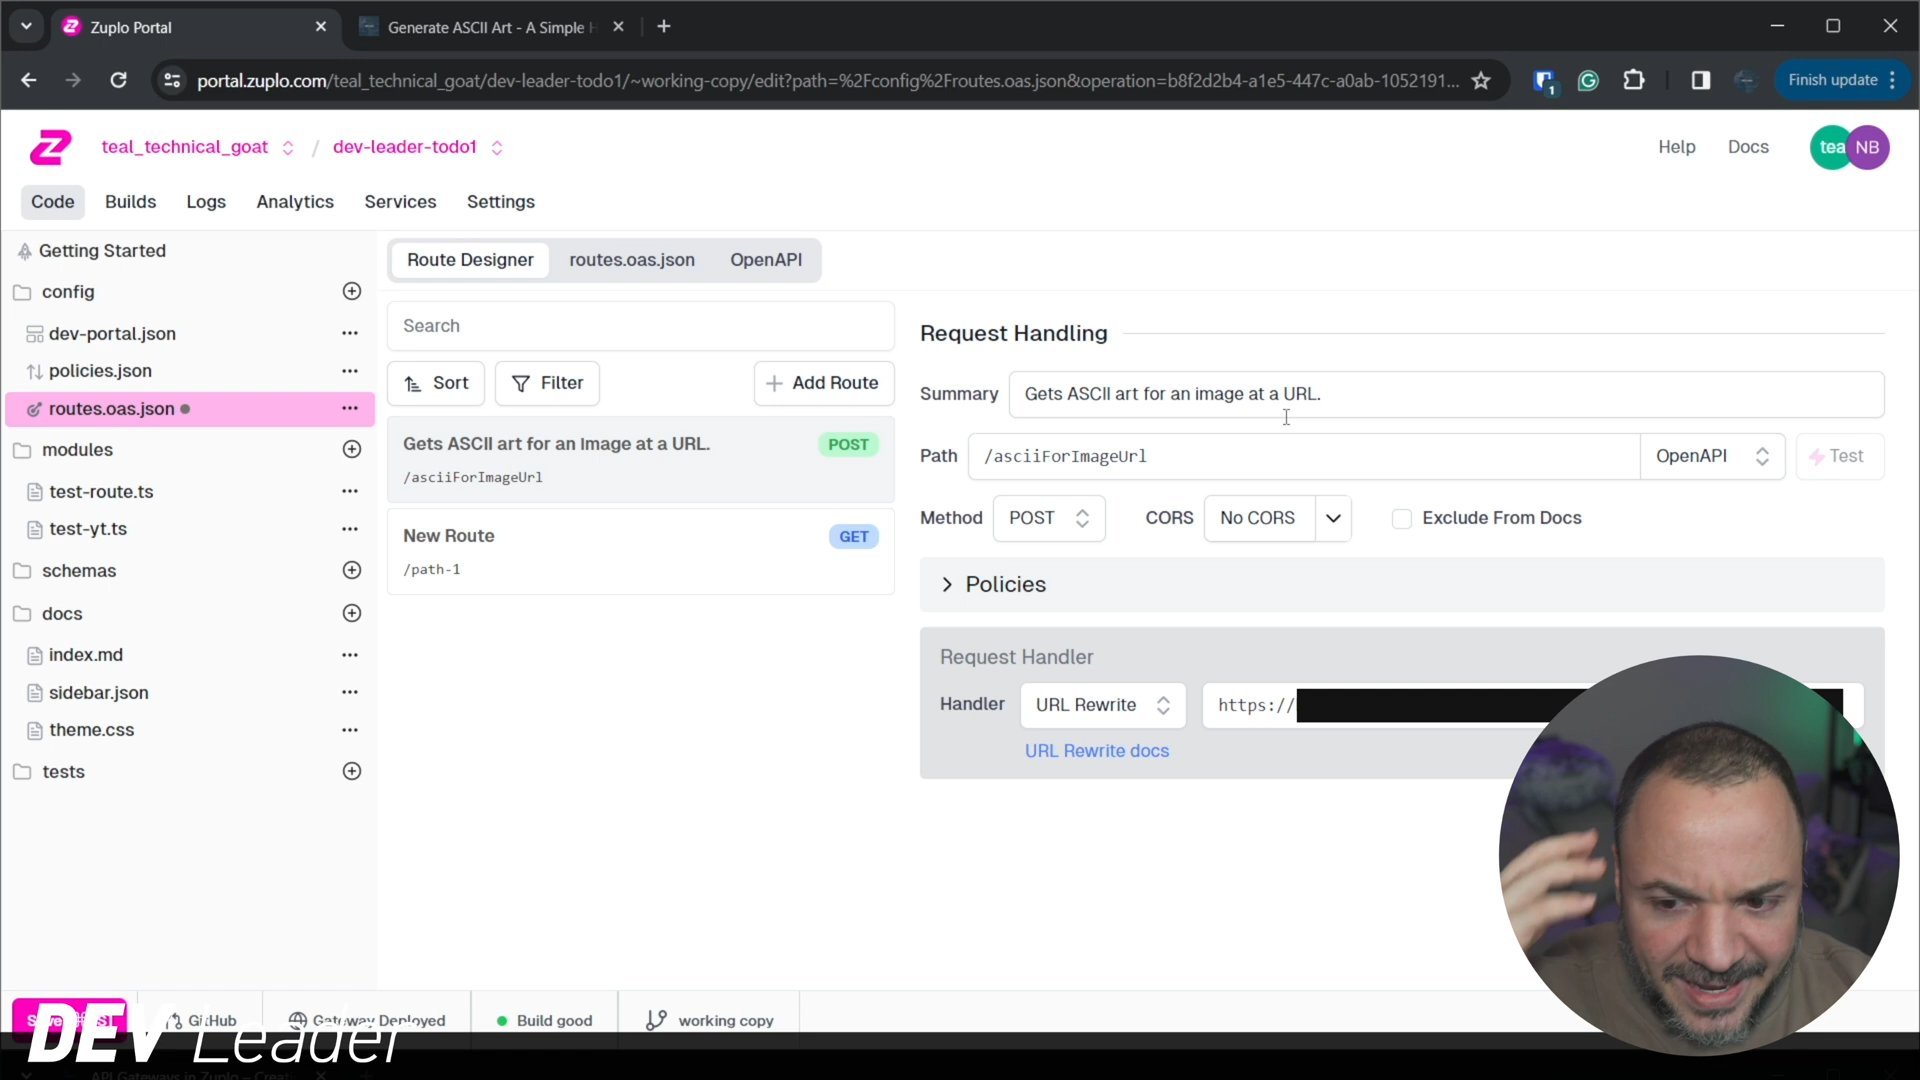 Zuplo Portal
Generate ASCII Art - A Simple H
portal.zuplo.com/teal_technical_goat/dev-leader-todo1/~working-copy/edit?path=%2Fconfig%2Froutes.oas.json&operation=b8f2d2b4-a1e5-447c-a0ab-1052191...
1
Finish update
teal_technical_goat / dev-leader-todo1
Help
Docs
tea
NB
Code
Builds
Logs
Analytics
Services
Settings
Getting Started
config
dev-portal.json
policies.json
routes.oas.json
modules
test-route.ts
test-yt.ts
schemas
docs
index.md
sidebar.json
theme.css
tests
Route Designer
routes.oas.json
OpenAPI
Search
Sort
Filter
Add Route
Gets ASCII art for an image at a URL.
POST
/asciiForImageUrl
New Route
GET
/path-1
Request Handling
Summary
Gets ASCII art for an image at a URL.
Path
/asciiForImageUrl
OpenAPI
Test
Method
POST
CORS
No CORS
Exclude From Docs
Policies
Request Handler
Handler
URL Rewrite
https://
URL Rewrite docs
GitHub
Gateway Deployed
Build good
working copy
DEV Leader